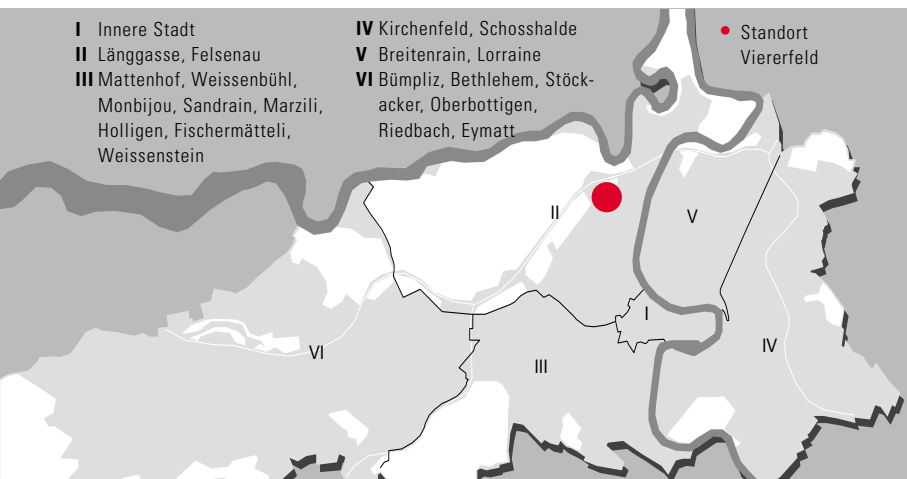 I Innere Stadt
II Länggasse, Felsenau
III Mattenhof, Weissenbühl,
Monbijou, Sandrain, Marzili,
Holligen, Fischermätteli,
Weissenstein
IV Kirchenfeld, Schosshalde
V Breitenrain, Lorraine
VI Bümpliz, Bethlehem, Stöck-
acker, Oberbottigen,
Riedbach, Eymatt
Standort
Viererfeld
II
V
I
VI
IV
III